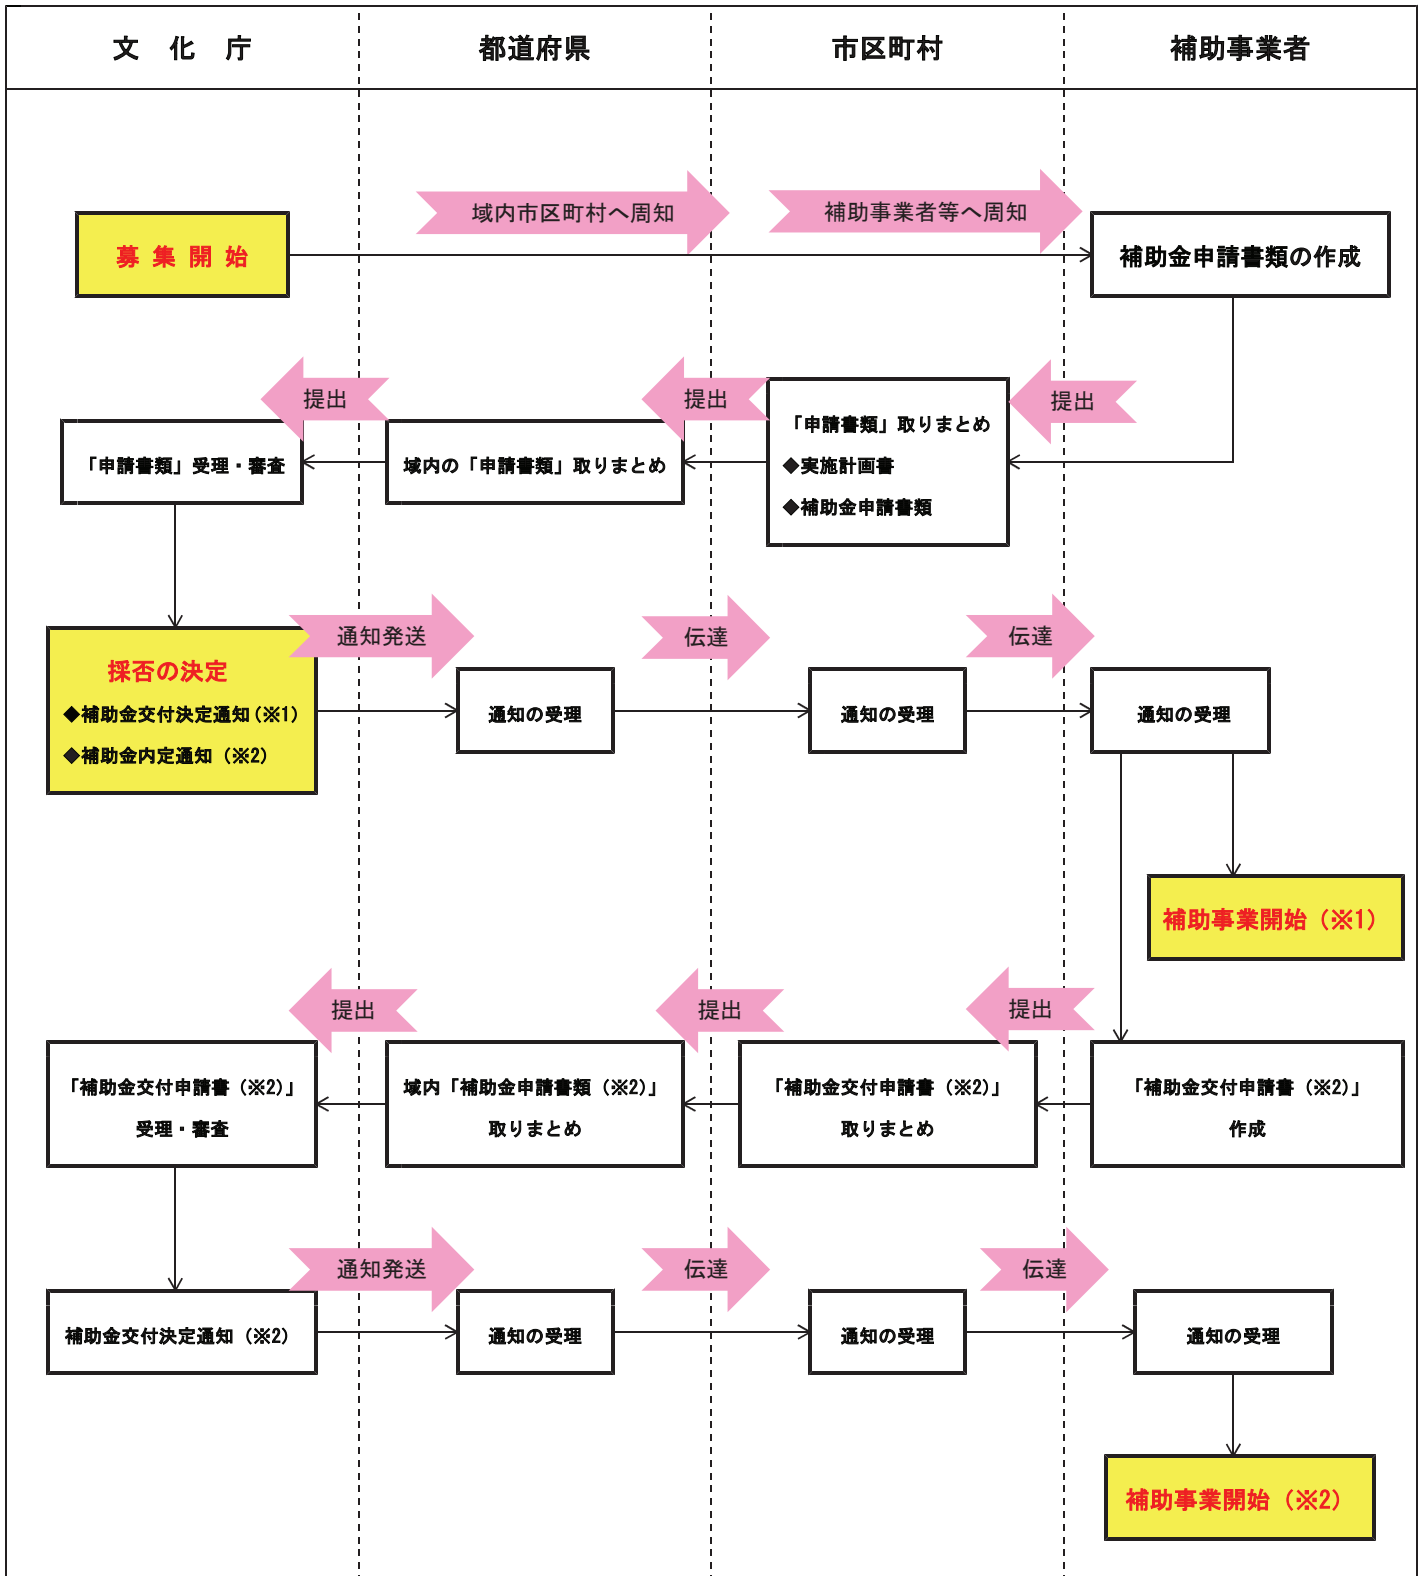 文 化 庁
都道府県
市区町村
補助事業者
域内市区町村へ周知
補助事業者等へ周知
募 集 開 始
補助金申請書類の作成
提出
提出
提出
「申請書類」受理・審査
域内の「申請書類」取りまとめ
「申請書類」取りまとめ
◆実施計画書
◆補助金申請書類
通知発送
伝達
伝達
採否の決定
◆補助金交付決定通知(※1)
◆補助金内定通知（※2）
通知の受理
通知の受理
通知の受理
補助事業開始（※1）
提出
提出
提出
「補助金交付申請書（※2）」
受理・審査
域内「補助金申請書類（※2）」
取りまとめ
「補助金交付申請書（※2）」
取りまとめ
「補助金交付申請書（※2）」
作成
通知発送
伝達
伝達
補助金交付決定通知（※2）
通知の受理
通知の受理
通知の受理
補助事業開始（※2）